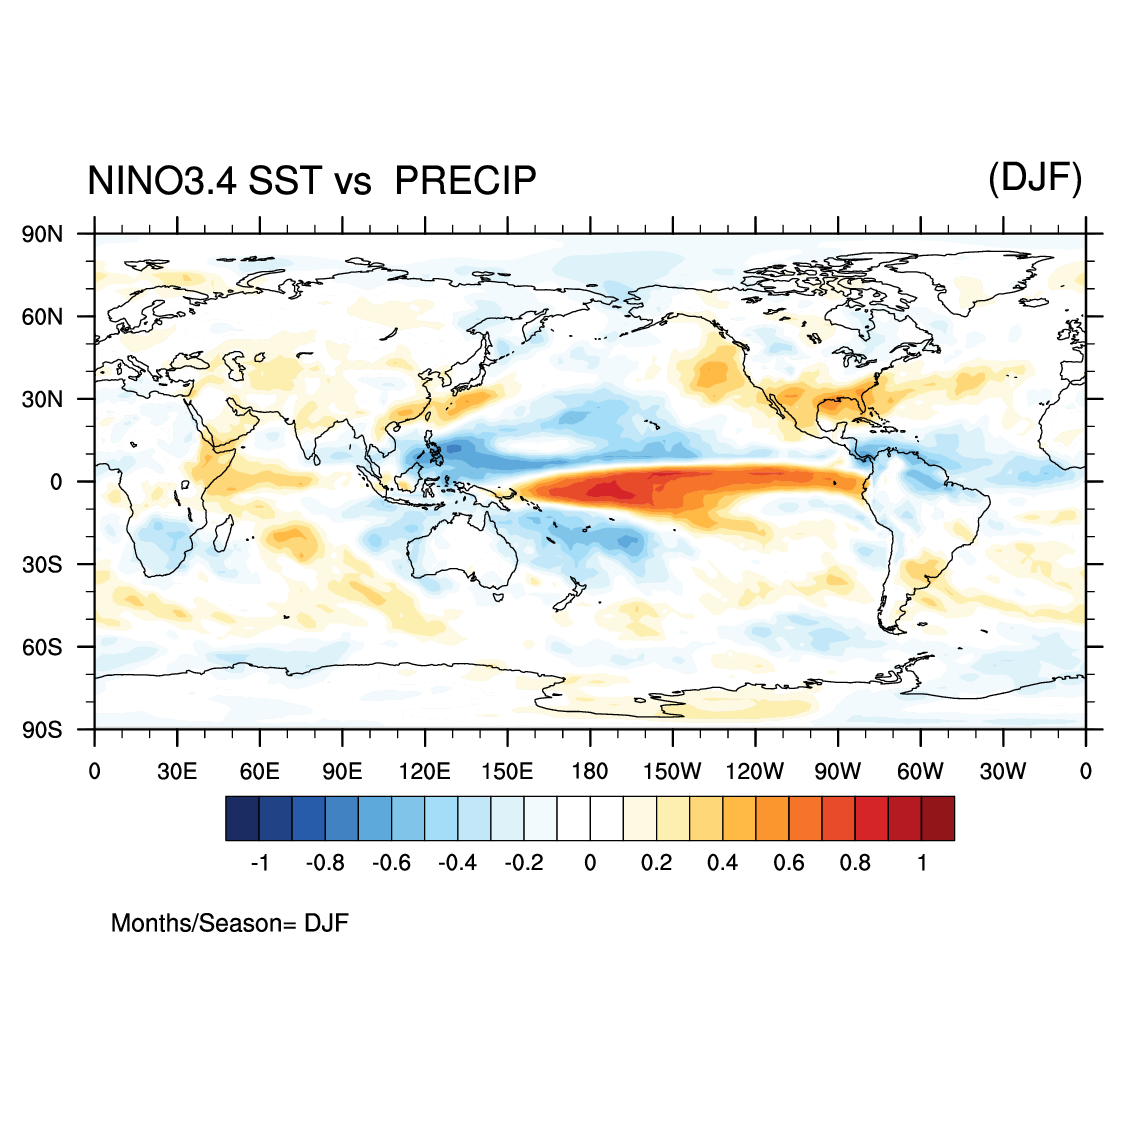 NINO3.4 SST vs  PRECIP (DJF)
90N
60N
30N
0
30S
60S
90S
0 30E 60E 90E 120E 150E 180 150W 120W 90W 60W 30W 0
-1 -0.8 -0.6 -0.4 -0.2 0 0.2 0.4 0.6 0.8 1
Months/Season= DJF